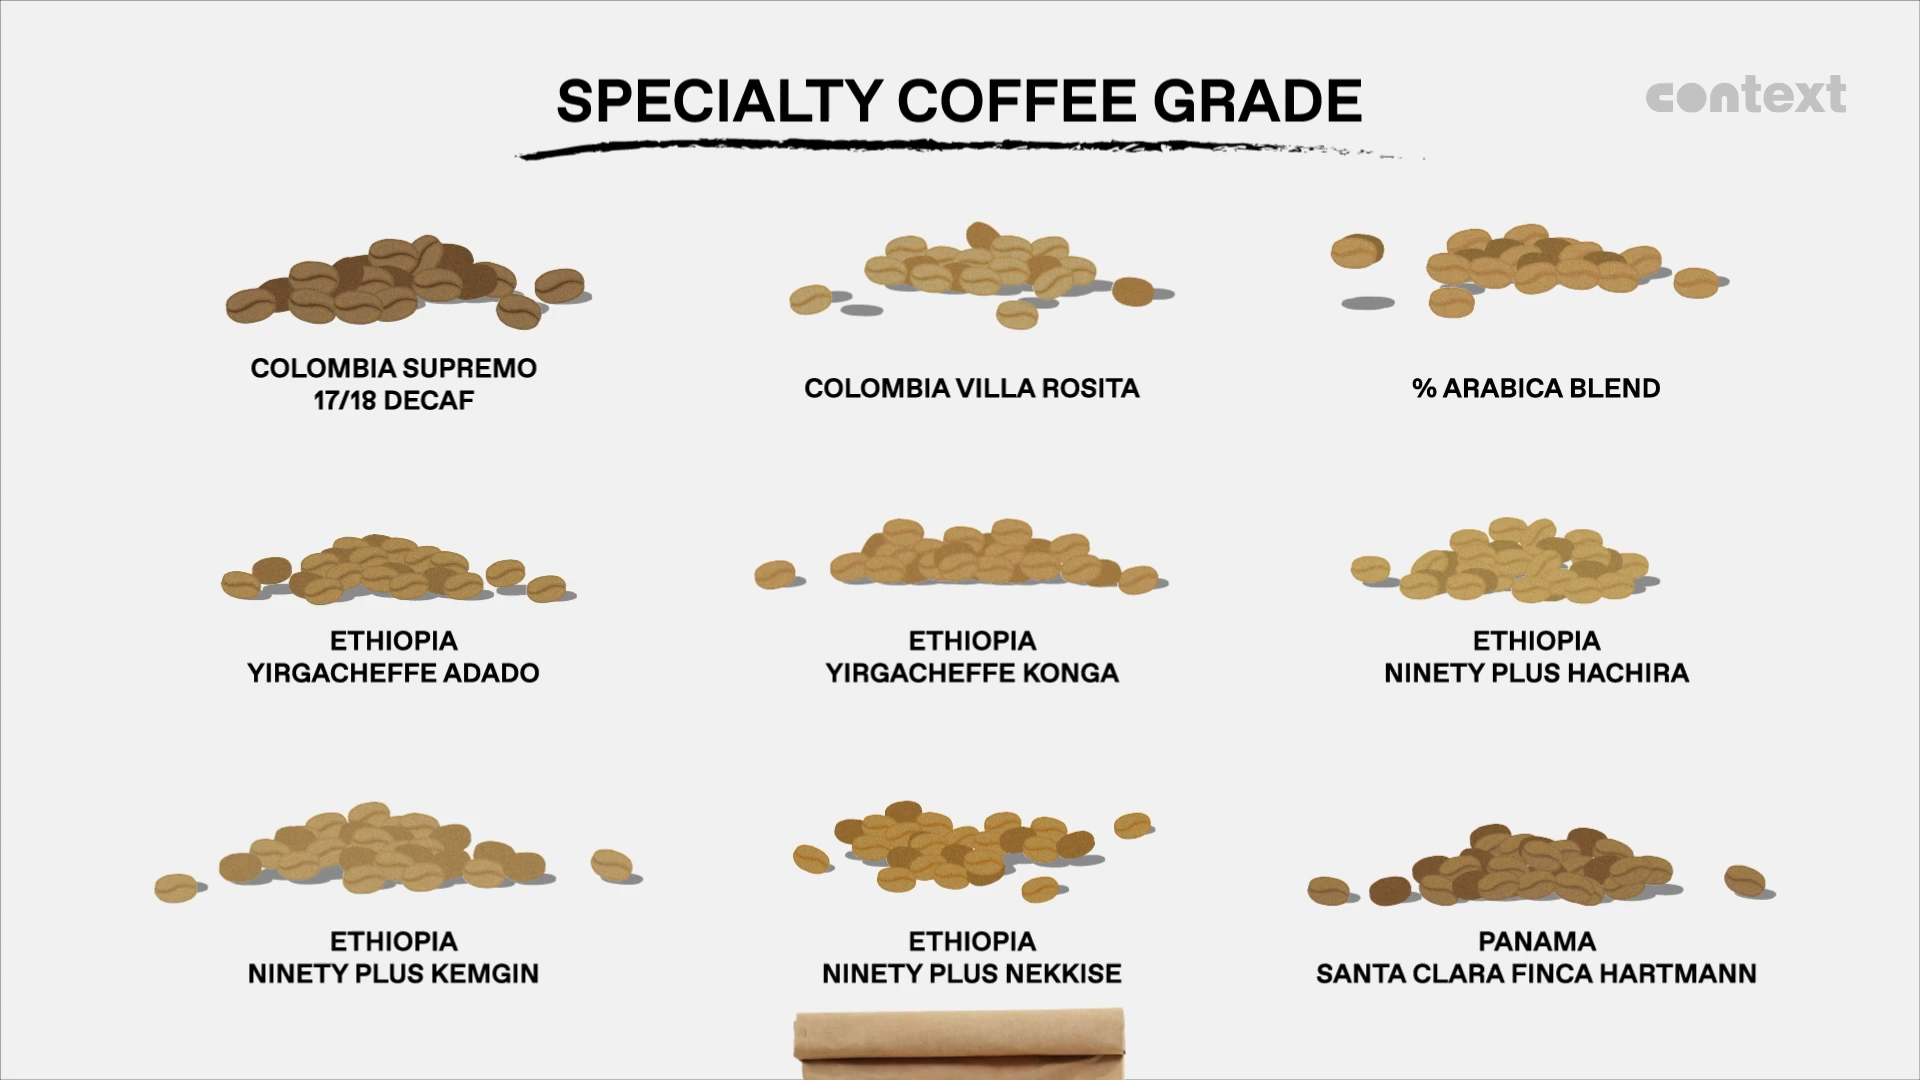 SPECIALTY COFFEE GRADE
context
COLOMBIA SUPREMO
17/18 DECAF
COLOMBIA VILLA ROSITA
% ARABICA BLEND
ETHIOPIA
YIRGACHEFFE ADADO
ETHIOPIA
YIRGACHEFFE KONGA
ETHIOPIA
NINETY PLUS HACHIRA
ETHIOPIA
NINETY PLUS KEMGIN
ETHIOPIA
NINETY PLUS NEKKISE
PANAMA
SANTA CLARA FINCA HARTMANN